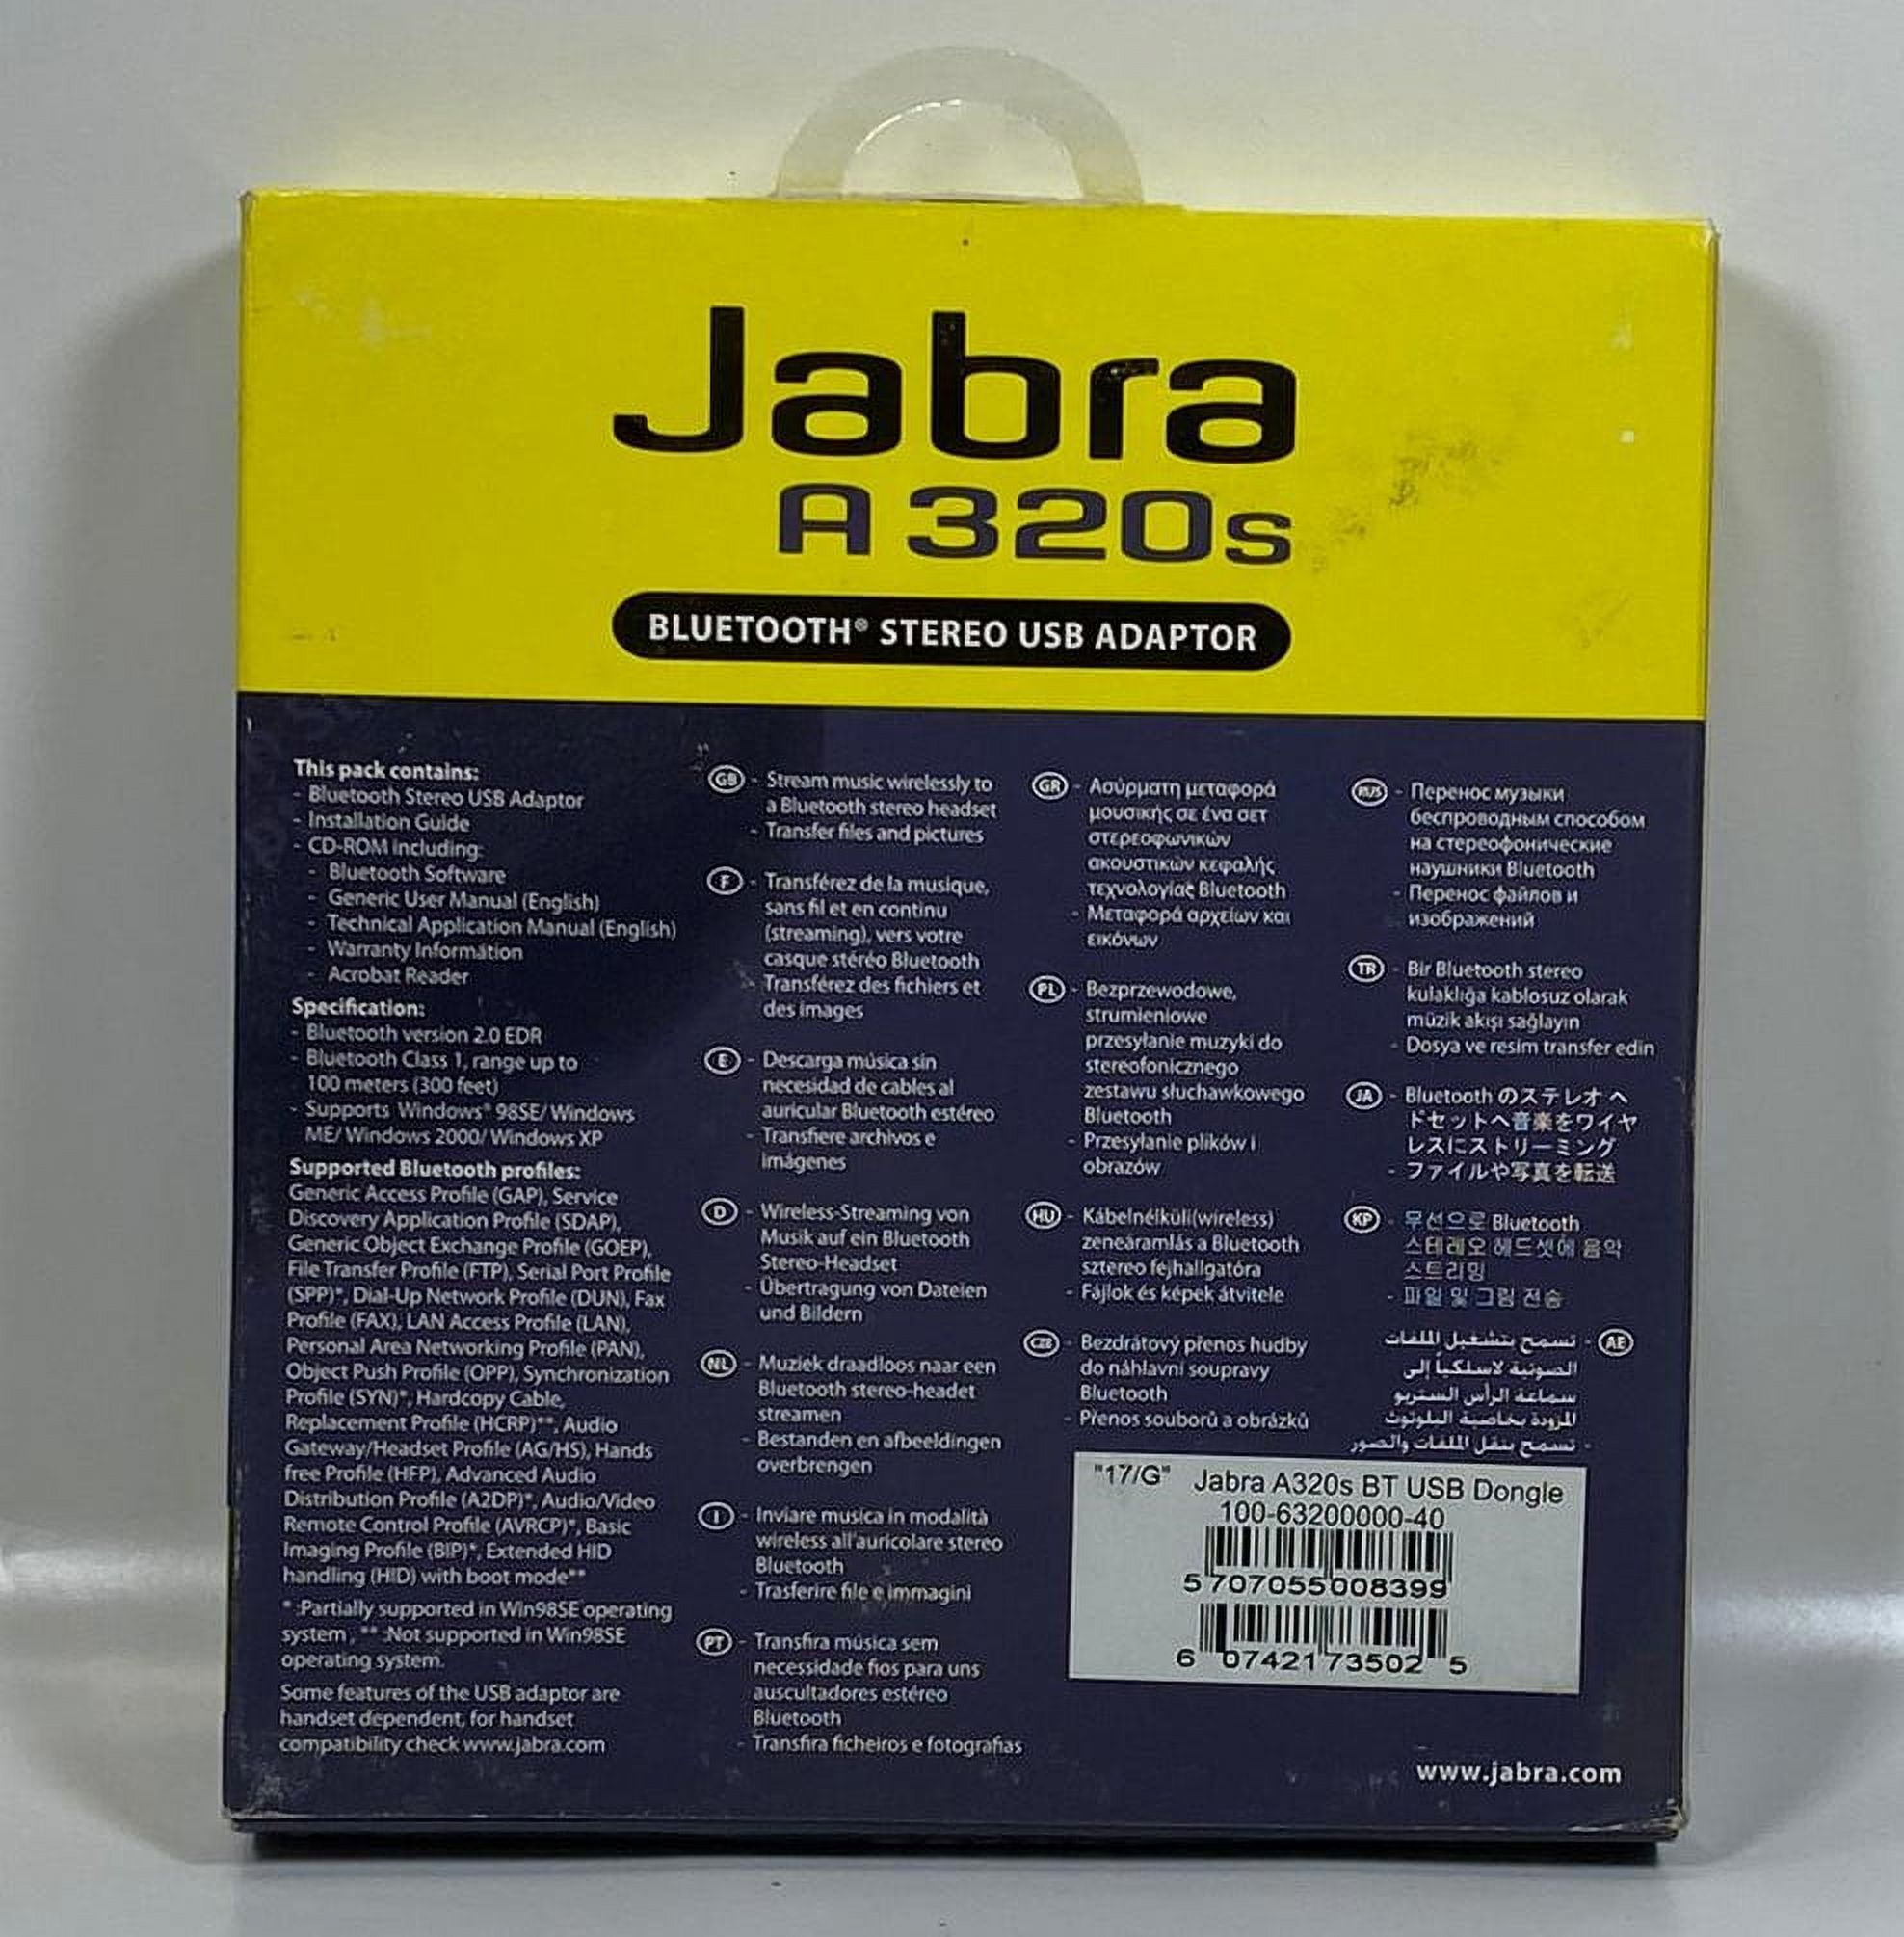 Jabra
A 320s
BLUETOOTH® STEREO USB ADAPTOR
This pack contains:
- Bluetooth Stereo USB Adaptor
- Installation Guide
- CD-ROM including:
- Bluetooth Software
- Generic User Manual (English)
- Technical Application Manual (English)
- Warranty Information
- Acrobat Reader
Specification:
- Bluetooth version 2.0 EDR
- Bluetooth Class 1, range up to
100 meters (300 feet)
- Supports Windows® 98SE/ Windows
ME/ Windows 2000/ Windows XP
Supported Bluetooth profiles:
Generic Access Profile (GAP), Service
Discovery Application Profile (SDAP),
Generic Object Exchange Profile (GOEP),
File Transfer Profile (FTP), Serial Port Profile
(SPP)*, Dial-Up Network Profile (DUN), Fax
Profile (FAX), LAN Access Profile (LAN),
Personal Area Networking Profile (PAN),
Object Push Profile (OPP), Synchronization
Profile (SYN)*, Hardcopy Cable,
Replacement Profile (HCRP)**, Audio
Gateway/Headset Profile (AG/HS), Hands
free Profile (HFP), Advanced Audio
Distribution Profile (A2DP)*, Audio/Video
Remote Control Profile (AVRCP)*, Basic
Imaging Profile (BIP)*, Extended HID
handling (HID) with boot mode**
* :Partially supported in Win98SE operating
system , ** :Not supported in Win98SE
operating system.
Some features of the USB adaptor are
handset dependent, for handset
compatibility check www.jabra.com
GB - Stream music wirelessly to
a Bluetooth stereo headset
- Transfer files and pictures
F - Transférez de la musique,
sans fil et en continu
(streaming), vers votre
casque stéréo Bluetooth
- Transférez des fichiers et
des images
E - Descarga música sin
necesidad de cables al
auricular Bluetooth estéreo
- Transfiere archivos e
imágenes
D - Wireless-Streaming von
Musik auf ein Bluetooth
Stereo-Headset
- Übertragung von Dateien
und Bildern
NL - Muziek draadloos naar een
Bluetooth stereo-headet
streamen
- Bestanden en afbeeldingen
overbrengen
I - Inviare musica in modalità
wireless all'auricolare stereo
Bluetooth
- Trasferire file e immagini
PT - Transfira música sem
necessidade fios para uns
auscultadores estéreo
Bluetooth
- Transfira ficheiros e fotografias
GR - Ασύρματη μεταφορά
μουσικής σε ένα σετ
στερεοφωνικών
ακουστικών κεφαλής
τεχνολογίας Bluetooth
- Μεταφορά αρχείων και
εικόνων
PL - Bezprzewodowe,
strumieniowe
przesyłanie muzyki do
stereofonicznego
zestawu słuchawkowego
Bluetooth
- Przesyłanie plików i
obrazów
HU - Kábelnélküli(wireless)
zeneáramlás a Bluetooth
sztereo fejhallgatóra
- Fájlok és képek átvitele
CZE - Bezdrátový přenos hudby
do náhlavní soupravy
Bluetooth
- Přenos souborů a obrázků
RUS - Перенос музыки
беспроводным способом
на стереофонические
наушники Bluetooth
- Перенос файлов и
изображений
TR - Bir Bluetooth stereo
kulaklığa kablosuz olarak
müzik akışı sağlayın
- Dosya ve resim transfer edin
JA - Bluetooth のステレオ ヘ
ドセットへ音楽をワイヤ
レスにストリーミング
- ファイルや写真を転送
KP - 무선으로 Bluetooth
스테레오 헤드셋에 음악
스트리밍
- 파일 및 그림 전송
AE - تسمح بتشغيل الملفات
الصوتية لاسلكياً إلى
سماعة الرأس الستريو
المزودة بخاصية البلوتوث
- تسمح بنقل الملفات والصور
"17/G" Jabra A320s BT USB Dongle
100-63200000-40
5 707055008399
6 07421 73502 5
www.jabra.com